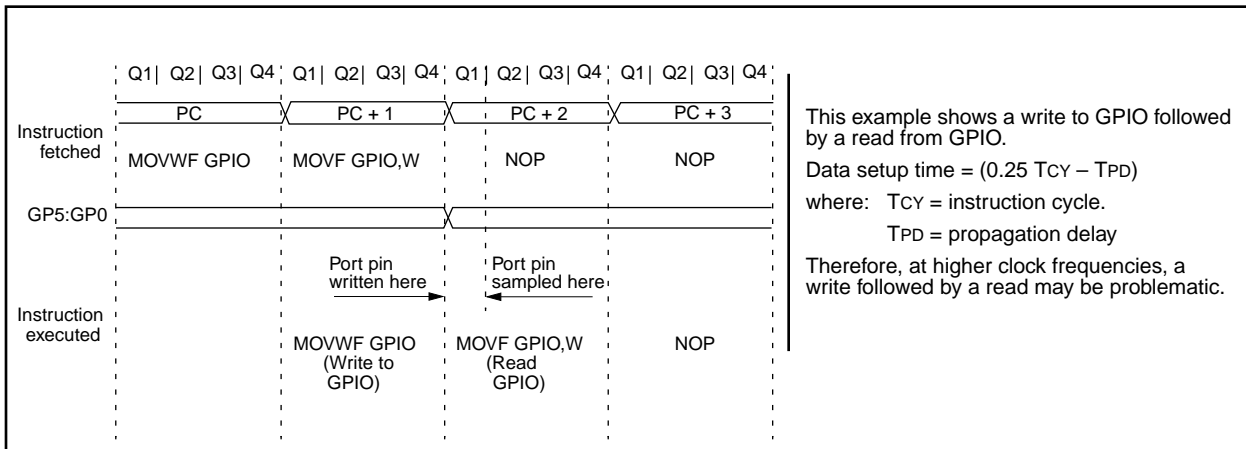 Q1| Q2| Q3| Q4 Q1| Q2| Q3| Q4 Q1| Q2| Q3| Q4 Q1| Q2| Q3| Q4
Instruction
fetched
PC PC + 1 PC + 2 PC + 3
MOVWF GPIO MOVF GPIO,W NOP NOP
GP5:GP0
Port pin
written here
Port pin
sampled here
Instruction
executed
MOVWF GPIO
(Write to
GPIO)
MOVF GPIO,W
(Read
GPIO)
NOP
This example shows a write to GPIO followed
by a read from GPIO.
Data setup time = (0.25 TCY – TPD)
where: TCY = instruction cycle.
TPD = propagation delay
Therefore, at higher clock frequencies, a
write followed by a read may be problematic.